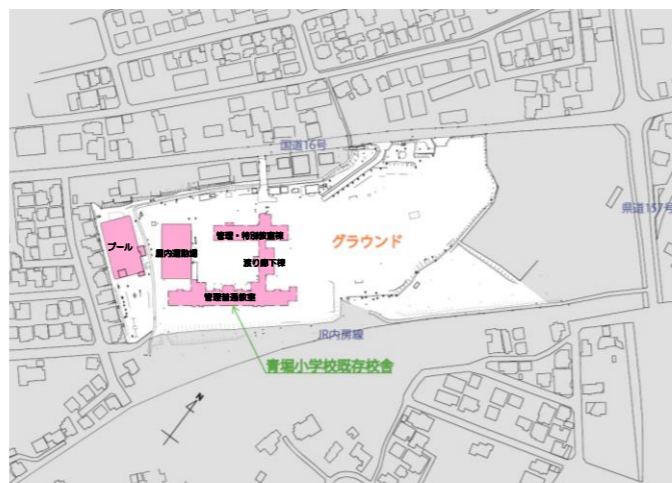 国道16号
県道157号
プール
屋内運動場
管理・特別教室棟
グラウンド
渡り廊下棟
管理普通教室
JR内房線
青堀小学校既存校舎
N